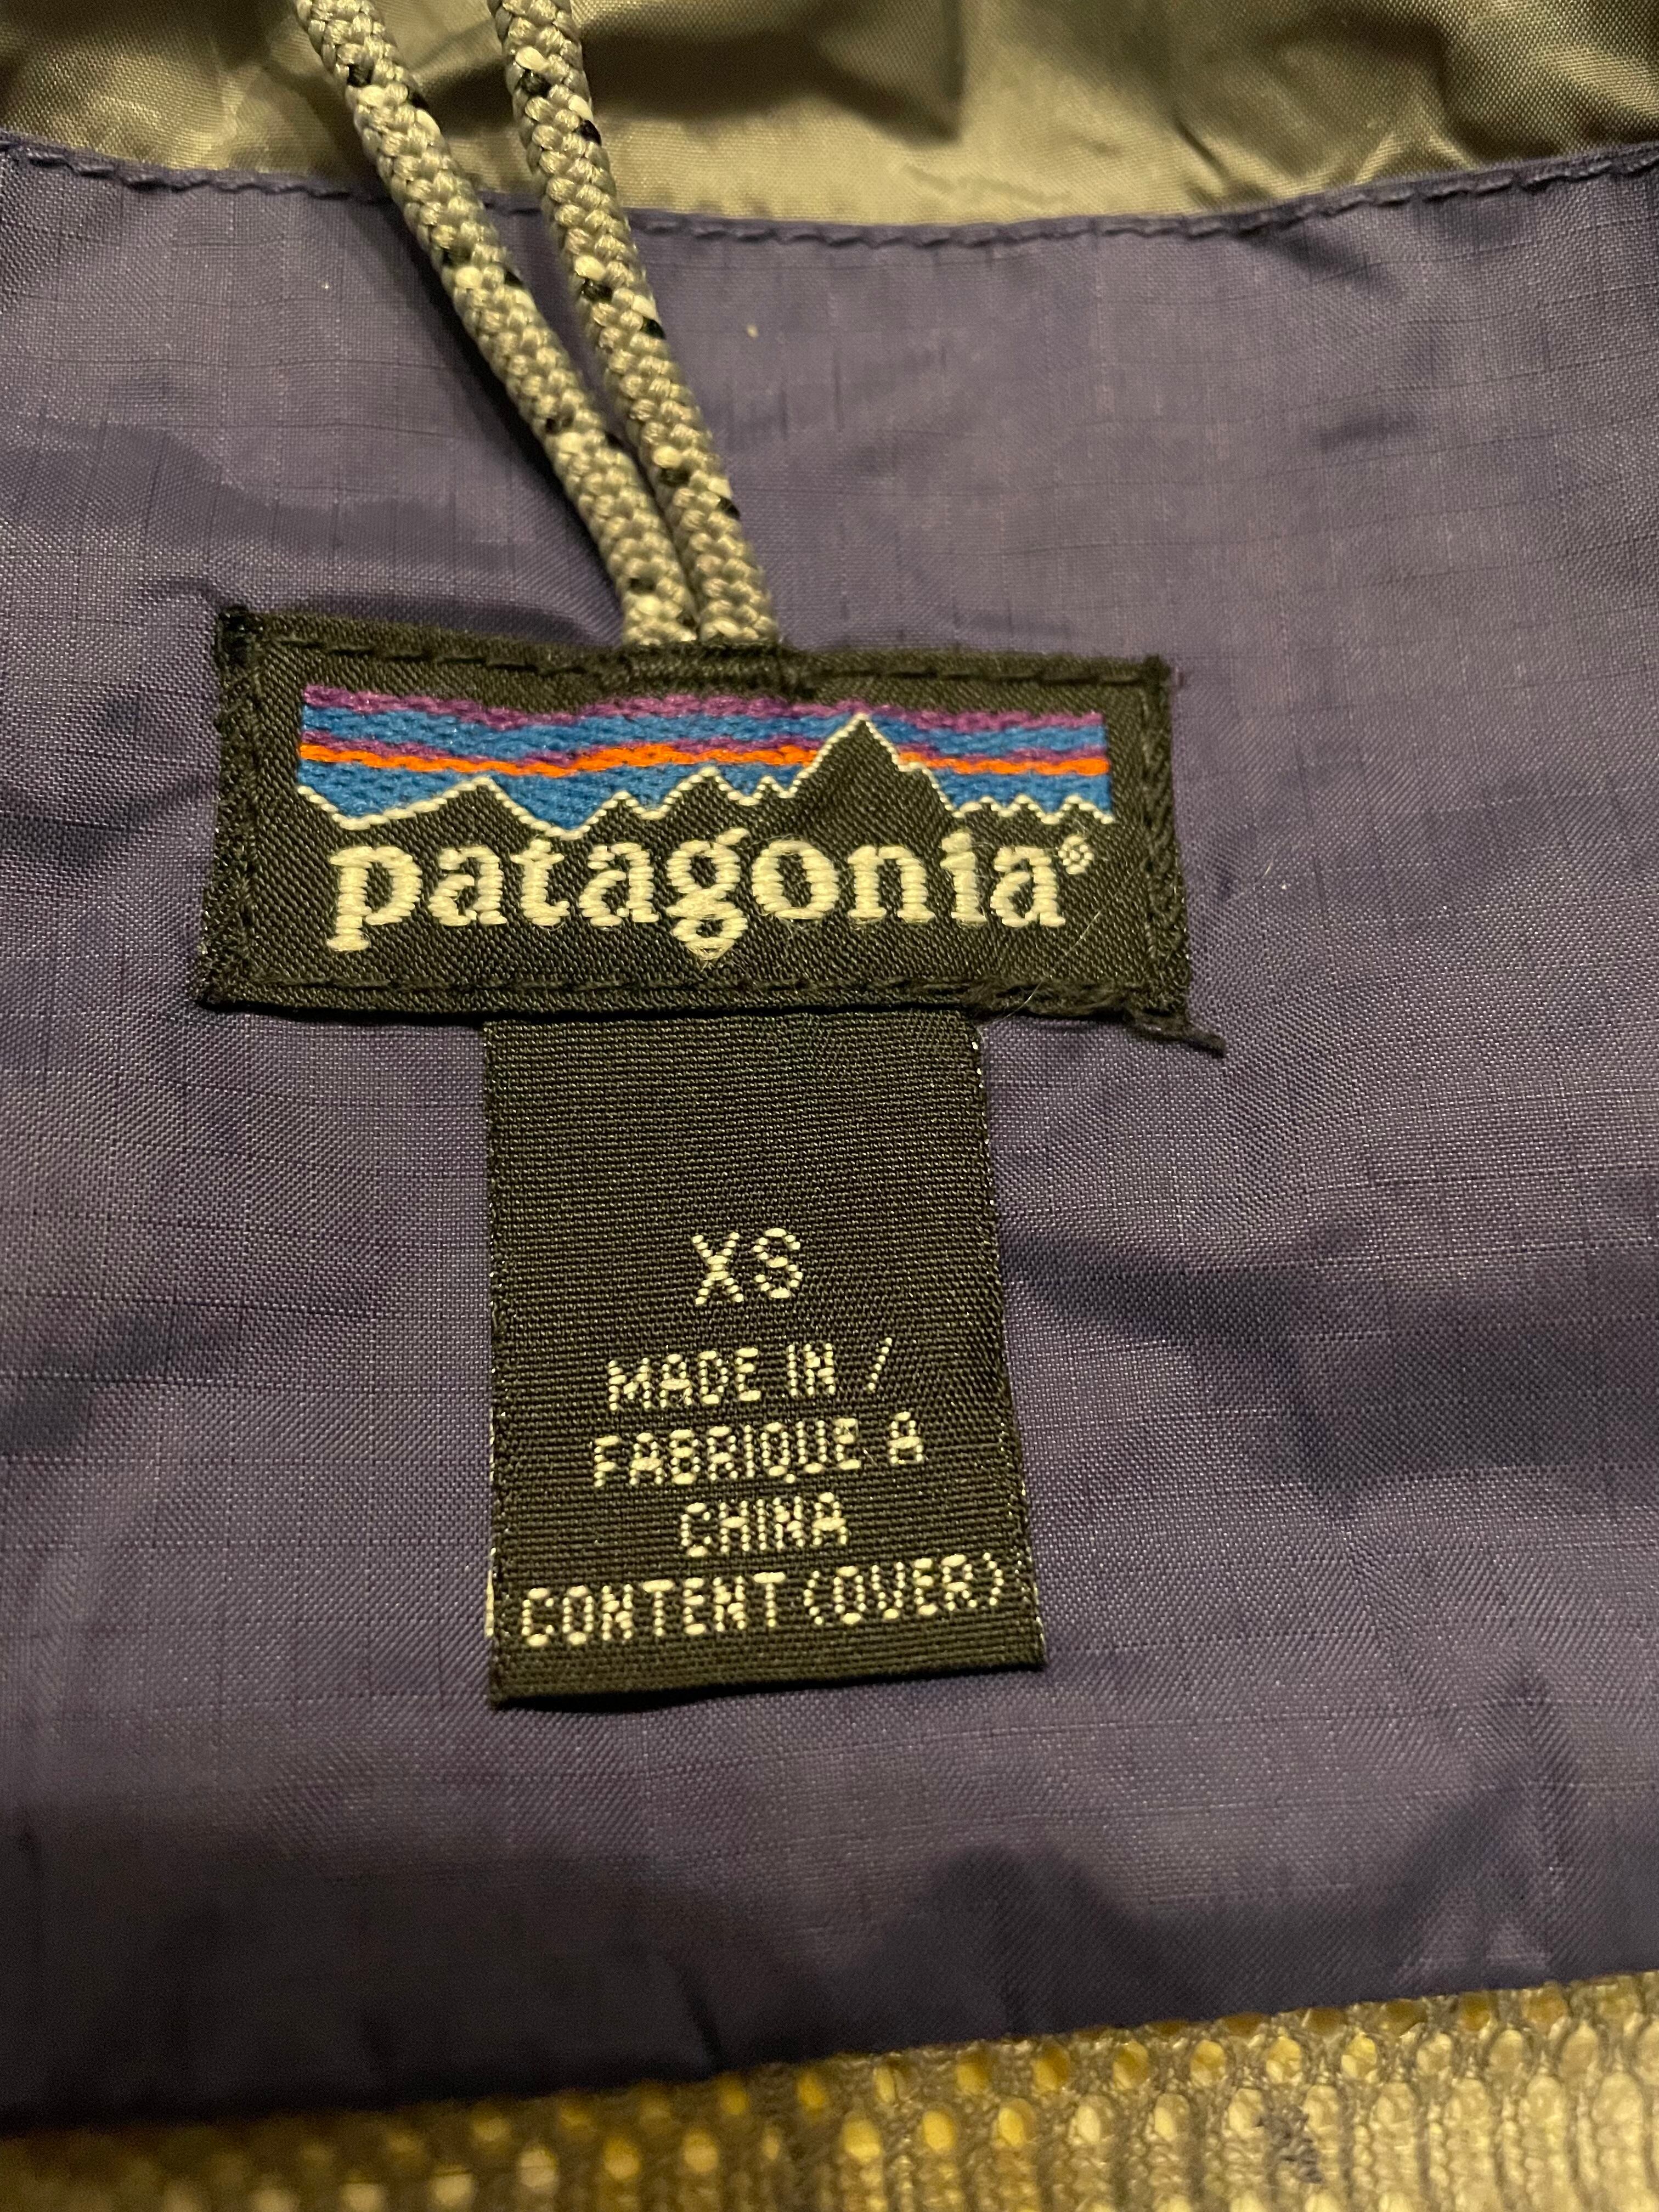 patagonia®
XS
MADE IN /
FABRIQUE A
CHINA
CONTENT (OVER)